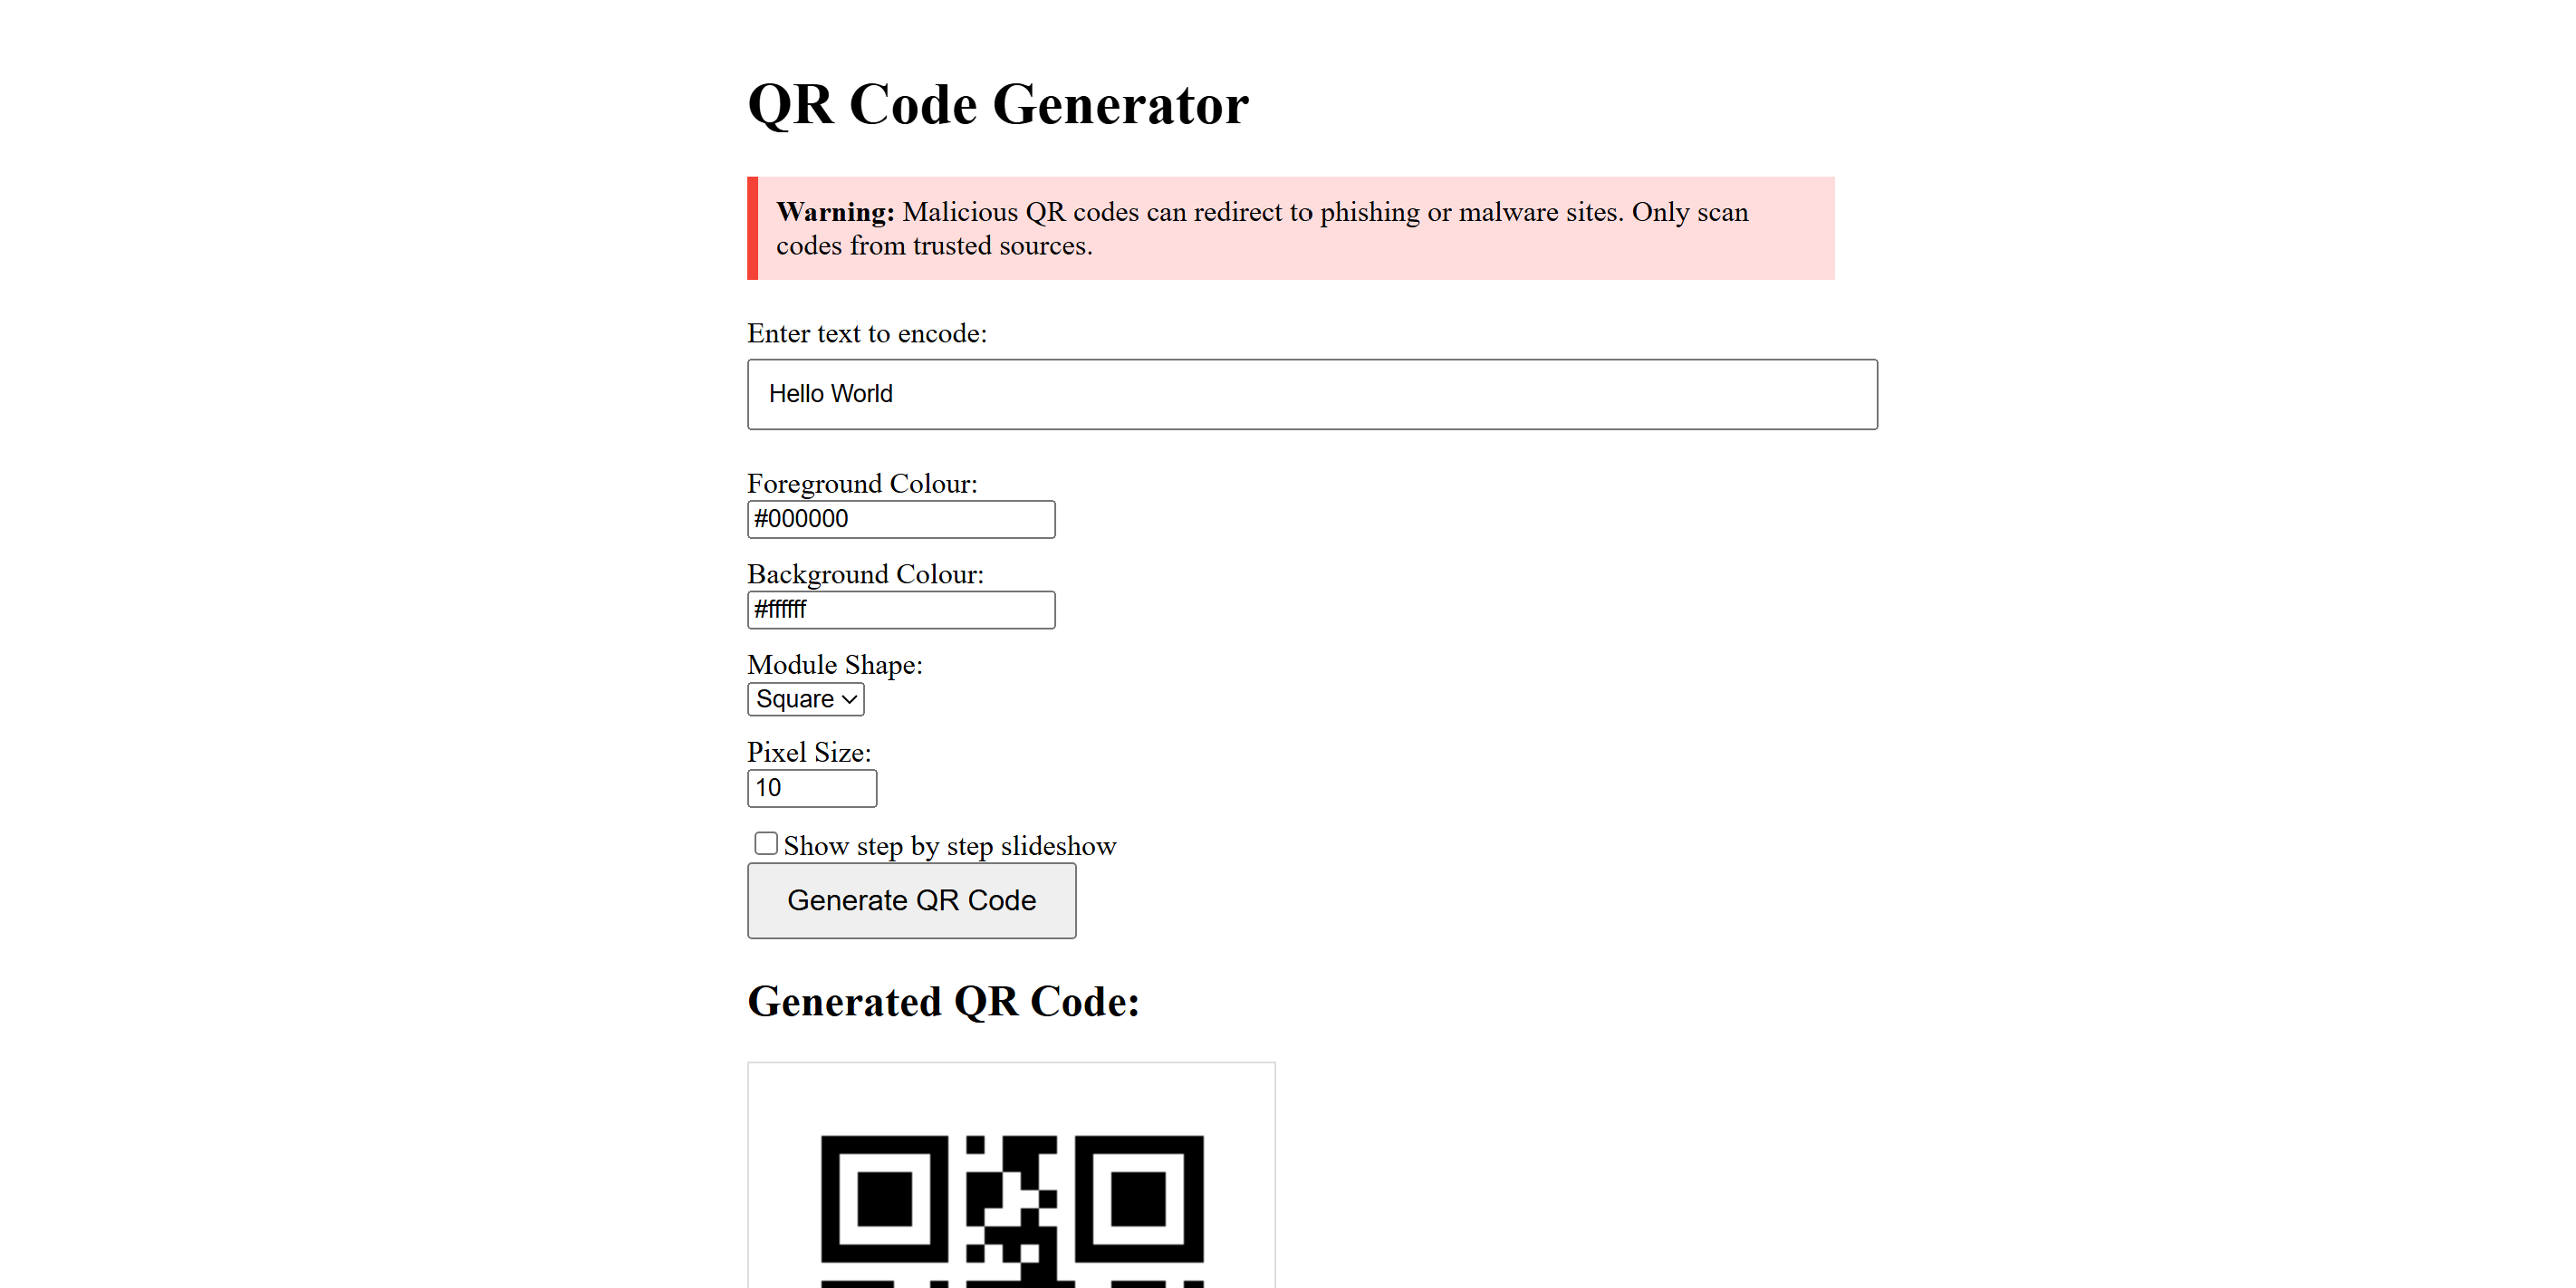 QR Code Generator
Warning: Malicious QR codes can redirect to phishing or malware sites. Only scan
codes from trusted sources.
Enter text to encode:
Hello World
Foreground Colour:
#000000
Background Colour:
#ffffff
Module Shape:
Square
Pixel Size:
10
Show step by step slideshow
Generate QR Code
Generated QR Code: